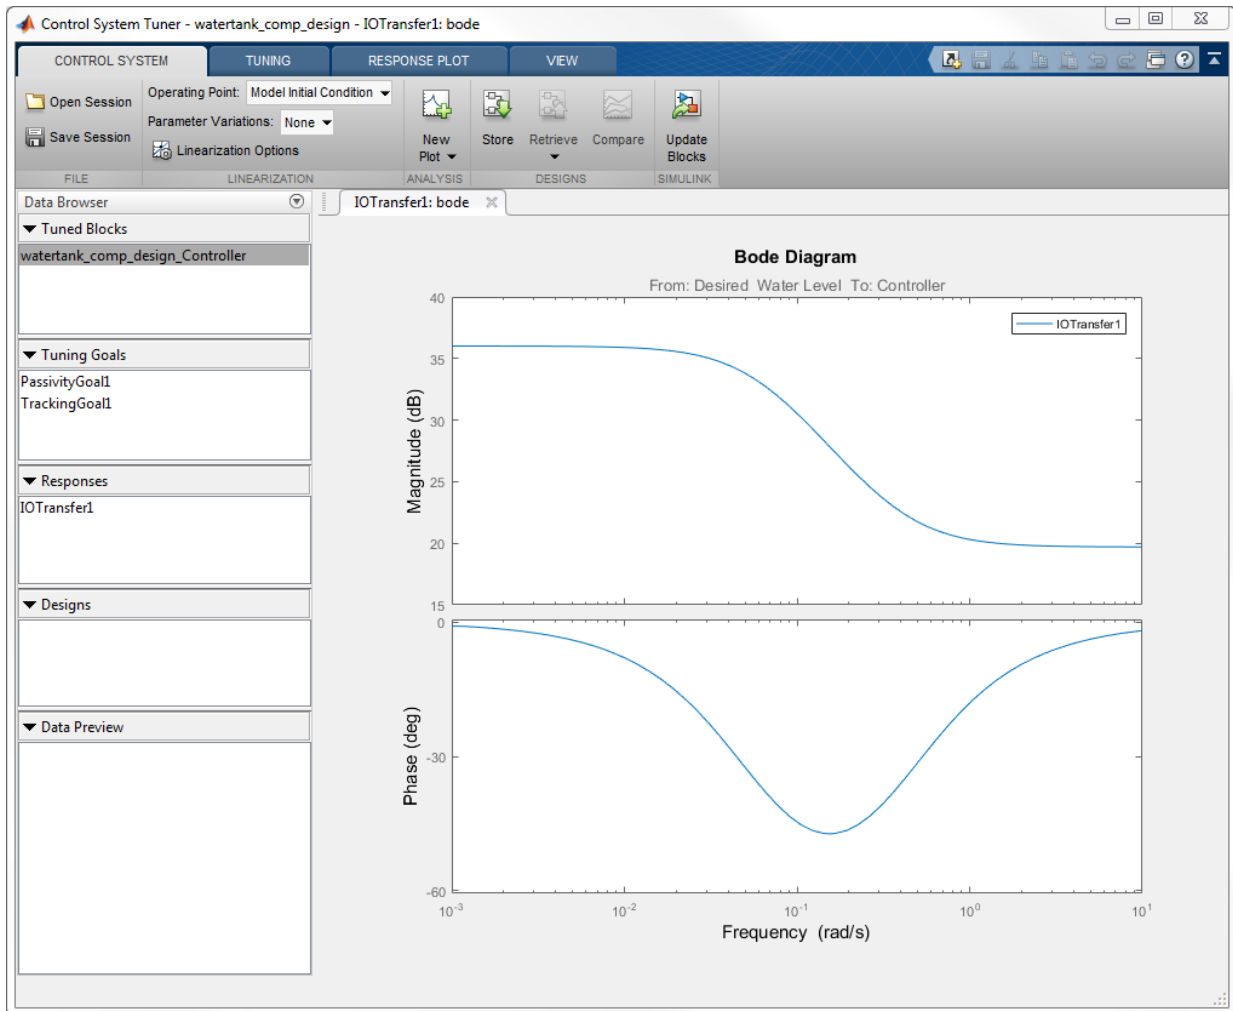 Control System Tuner - watertank_comp_design - IOTransfer1: bode
CONTROL SYSTEM TUNING RESPONSE PLOT VIEW
Open Session
Save Session
FILE
Operating Point: Model Initial Condition
Parameter Variations: None
Linearization Options
LINEARIZATION
New
Plot
ANALYSIS
Store Retrieve Compare
DESIGNS
Update
Blocks
SIMULINK
Data Browser
Tuned Blocks
watertank_comp_design_Controller
Tuning Goals
PassivityGoal1
TrackingGoal1
Responses
IOTransfer1
Designs
Data Preview
IOTransfer1: bode
Bode Diagram
From: Desired Water Level To: Controller
IOTransfer1
Magnitude (dB)
40
35
30
25
20
15
Phase (deg)
0
-30
-60
10^-3 10^-2 10^-1 10^0 10^1
Frequency (rad/s)